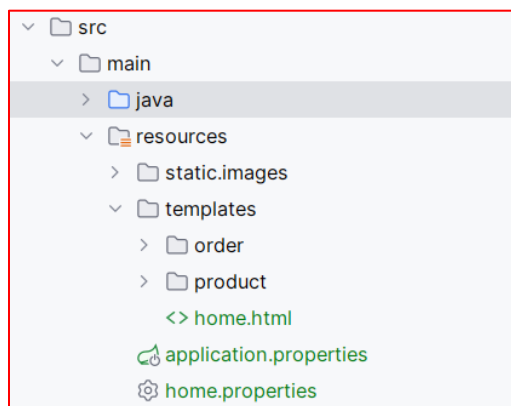 src
main
java
resources
static.images
templates
order
product
home.html
application.properties
home.properties